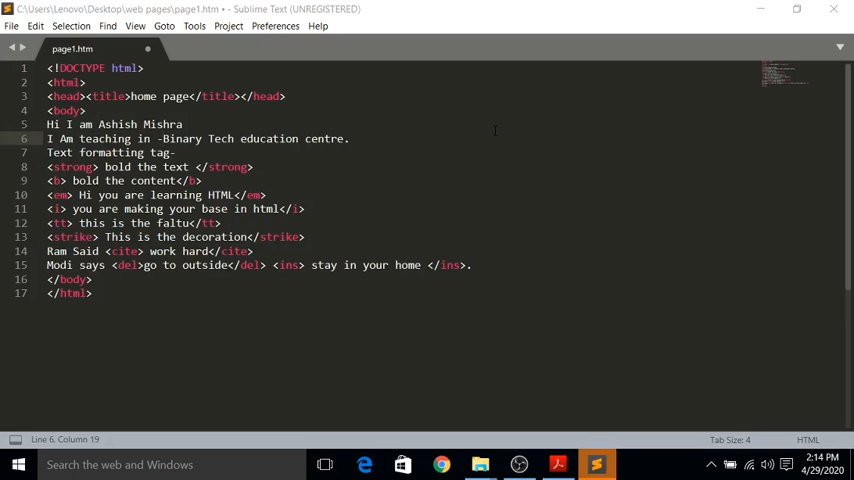 C:\Users\Lenovo\Desktop\web pages\page1.htm • - Sublime Text (UNREGISTERED)
File Edit Selection Find View Goto Tools Project Preferences Help
page1.htm
1 <!DOCTYPE html>
2 <html>
3 <head><title>home page</title></head>
4 <body>
5 Hi I am Ashish Mishra
6 I Am teaching in -Binary Tech education centre.
7 Text formatting tag-
8 <strong> bold the text </strong>
9 <b> bold the content</b>
10 <em> Hi you are learning HTML</em>
11 <i> you are making your base in html</i>
12 <tt> this is the faltu</tt>
13 <strike> This is the decoration</strike>
14 Ram Said <cite> work hard</cite>
15 Modi says <del>go to outside</del> <ins> stay in your home </ins>.
16 </body>
17 </html>
Line 6, Column 19
Tab Size: 4
HTML
Search the web and Windows
2:14 PM
4/29/2020